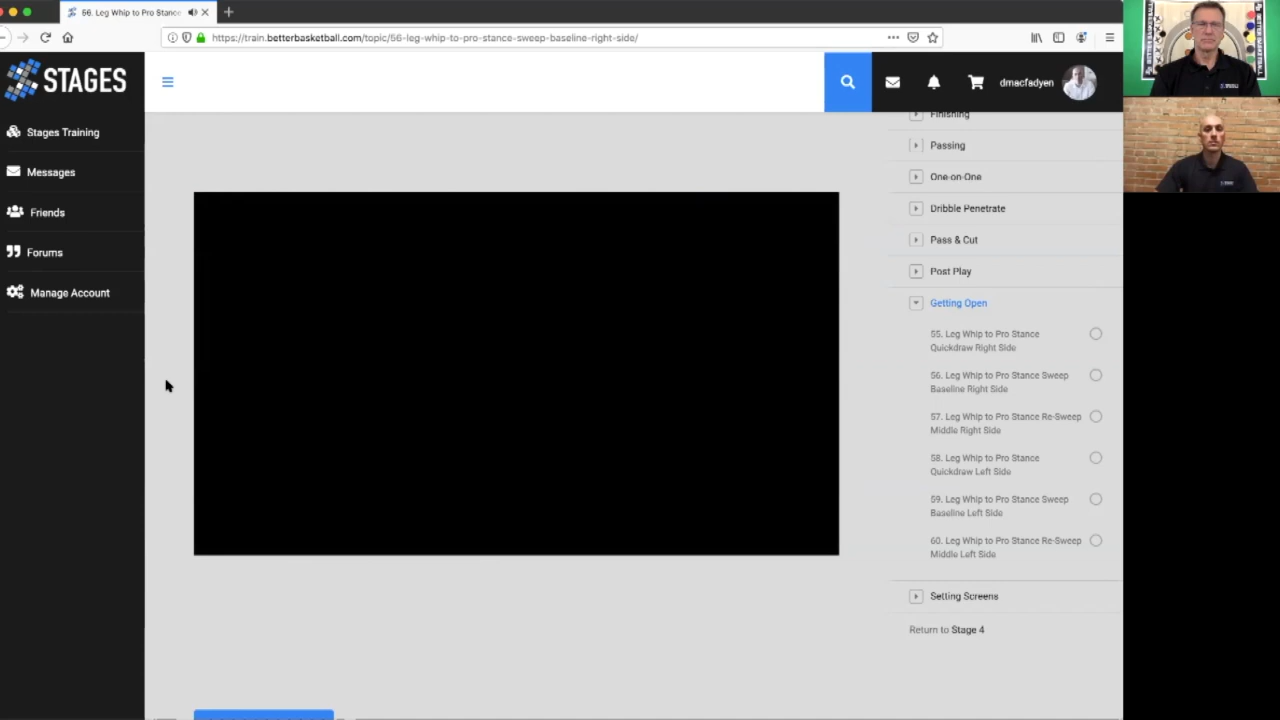 56. Leg Whip to Pro Stance
https://train.betterbasketball.com/topic/56-leg-whip-to-pro-stance-sweep-baseline-right-side/
STAGES
dmacfadyen
Stages Training
Messages
Friends
Forums
Manage Account
Finishing
Passing
One-on-One
Dribble Penetrate
Pass & Cut
Post Play
Getting Open
55. Leg Whip to Pro Stance
Quickdraw Right Side
56. Leg Whip to Pro Stance Sweep
Baseline Right Side
57. Leg Whip to Pro Stance Re-Sweep
Middle Right Side
58. Leg Whip to Pro Stance
Quickdraw Left Side
59. Leg Whip to Pro Stance Sweep
Baseline Left Side
60. Leg Whip to Pro Stance Re-Sweep
Middle Left Side
Setting Screens
Return to Stage 4